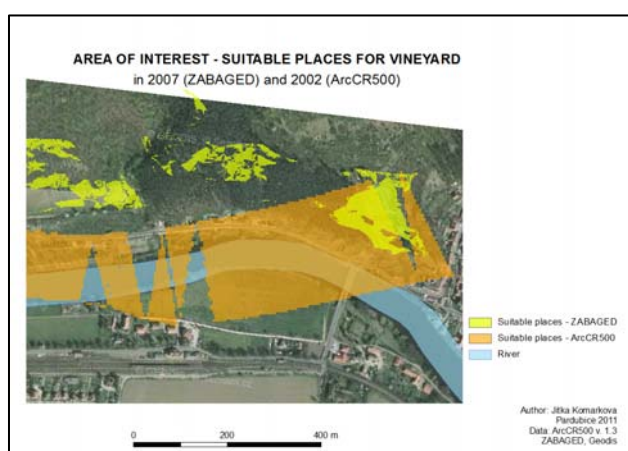 AREA OF INTEREST - SUITABLE PLACES FOR VINEYARD
in 2007 (ZABAGED) and 2002 (ArcCR500)
Suitable places - ZABAGED
Suitable places - ArcCR500
River
Author: Jitka Komarkova
Pardubice 2011
Data: ArcCR500 v. 1.3
ZABAGED, Geodis
0 200 400 m